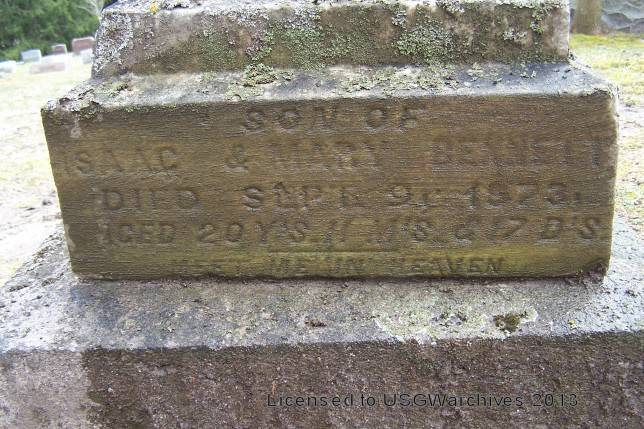 SON OF
ISAAC & MARY BENNETT
DIED SEPT. 9, 1873.
AGED 20 Y'S. 11 M'S & 17 D'S
MEET ME IN HEAVEN
Licensed to USGWarchives 2013